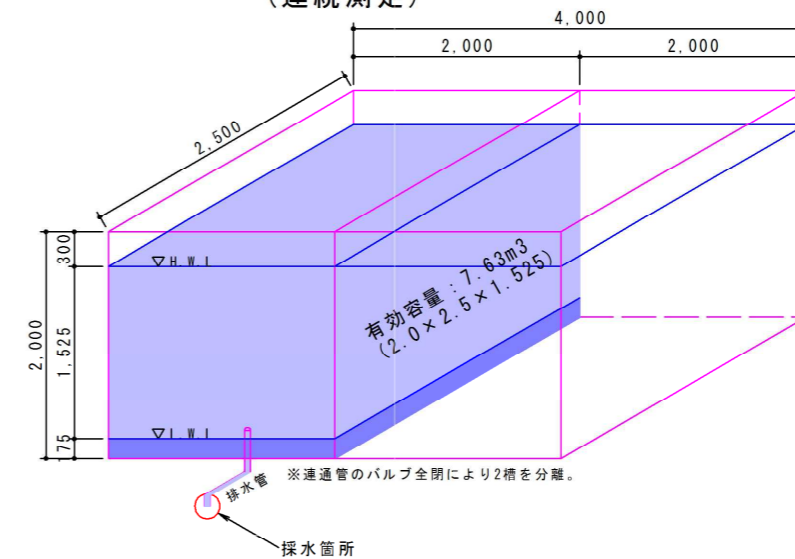 (連続測定)
4,000
2,000
2,000
2,500
300
▽H.W.L
有効容量：7.63m3
(2.0×2.5×1.525)
2,000
1,525
▽L.W.L
175
排水管
※連通管のバルブ全閉により2槽を分離。
採水箇所